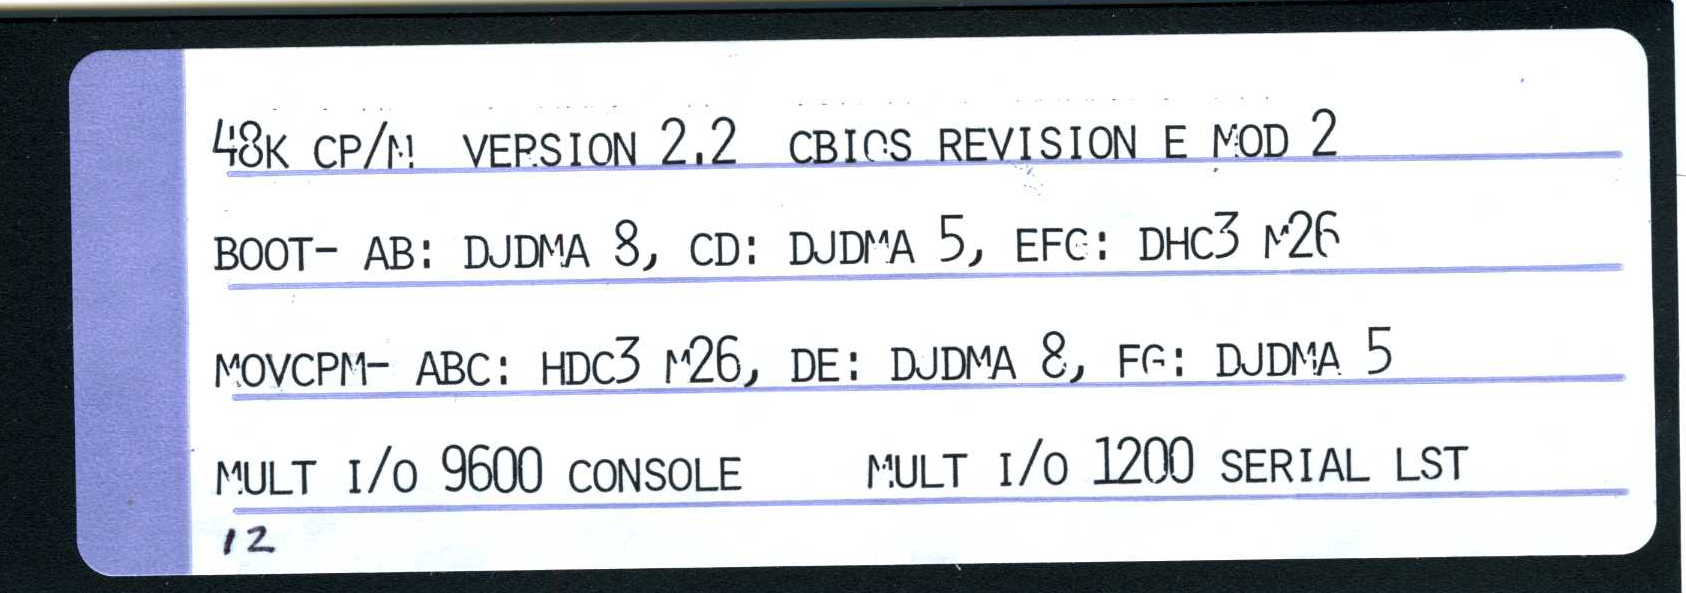 48K CP/M VERSION 2.2 CBIOS REVISION E MOD 2
BOOT- AB: DJDMA 8, CD: DJDMA 5, EFG: DHC3 M26
MOVCPM- ABC: HDC3 M26, DE: DJDMA 8, FG: DJDMA 5
MULT I/O 9600 CONSOLE MULT I/O 1200 SERIAL LST
12